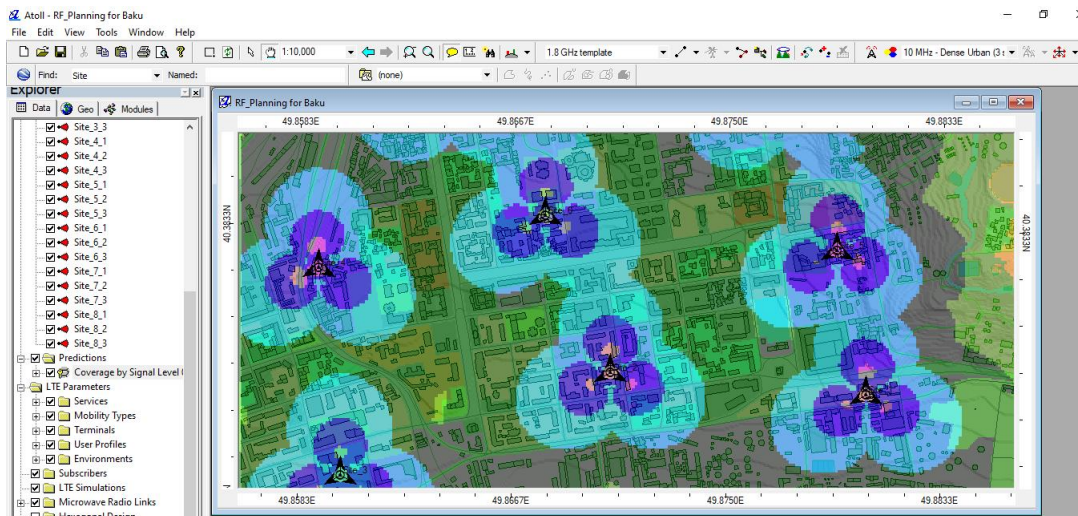 Atoll - RF_Planning for Baku
File Edit View Tools Window Help
1:10,000 1.8 GHz template 10 MHz - Dense Urban (3
Find: Site Named: (none)
Explorer
Data Geo Modules
Site_3_3
Site_4_1
Site_4_2
Site_4_3
Site_5_1
Site_5_2
Site_5_3
Site_6_1
Site_6_2
Site_6_3
Site_7_1
Site_7_2
Site_7_3
Site_8_1
Site_8_2
Site_8_3
Predictions
Coverage by Signal Level (
LTE Parameters
Services
Mobility Types
Terminals
User Profiles
Environments
Subscribers
LTE Simulations
Microwave Radio Links
Hexagonal Design
RF_Planning for Baku
49.8583E 49.8667E 49.8750E 49.8833E
40.3833N
40.3833N
49.8583E 49.8667E 49.8750E 49.8833E